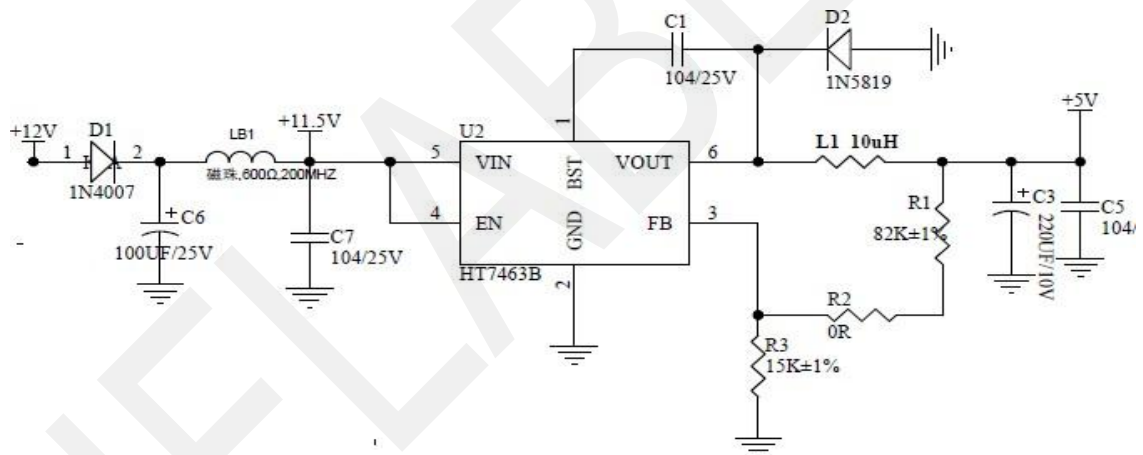 C1
104/25V
D2
1N5819
+5V
+12V
D1
1
2
1N4007
LB1
磁珠,600Ω,200MHZ
+11.5V
U2
1
5
VIN
BST
VOUT
6
4
EN
GND
FB
3
HT7463B
2
L1 10uH
R1
82K±1%
C3
220UF/10V
C5
104/
C6
100UF/25V
C7
104/25V
R2
0R
R3
15K±1%